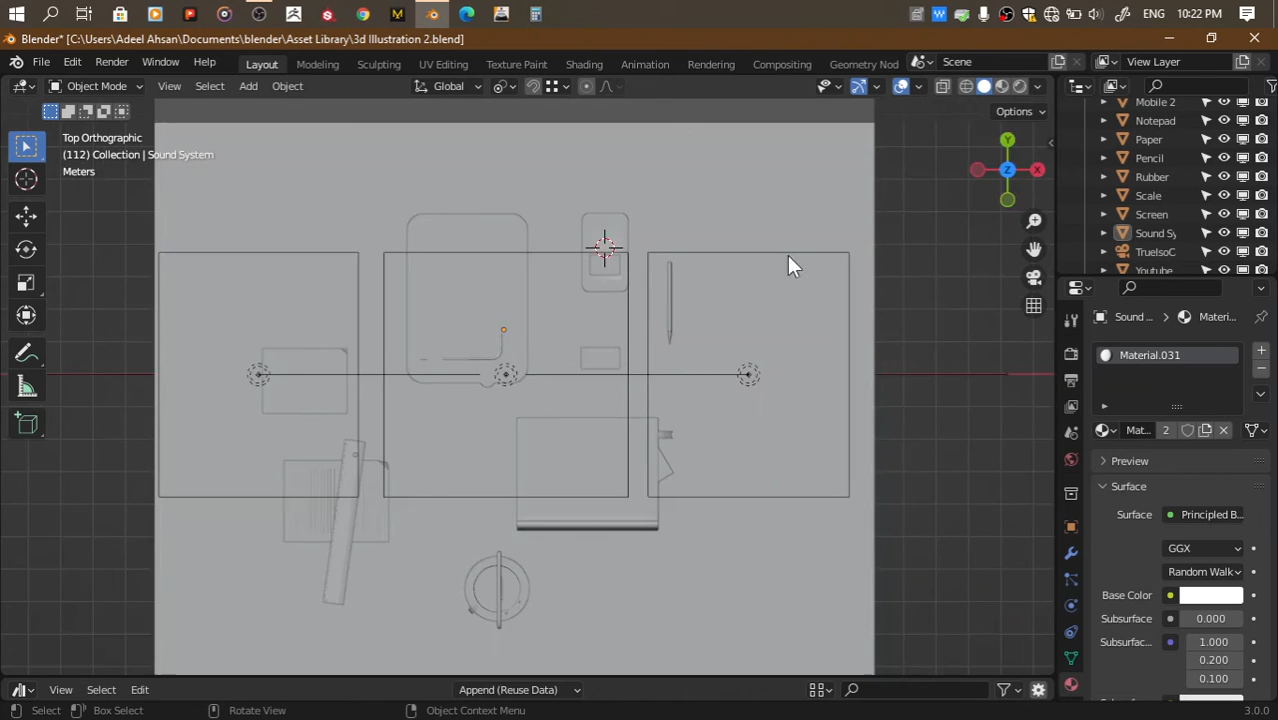 ENG 10:22 PM
Blender* [C:\Users\Adeel Ahsan\Documents\blender\Asset Library\3d Illustration 2.blend]
File Edit Render Window Help Layout Modeling Sculpting UV Editing Texture Paint Shading Animation Rendering Compositing Geometry Nod Scene View Layer
Object Mode View Select Add Object Global
Options
Top Orthographic
(112) Collection | Sound System
Meters
Y
Z
X
Mobile 2
Notepad
Paper
Pencil
Rubber
Scale
Screen
Sound Sy
TrueIsoC
Youtube
Sound ... Materi...
Material.031
Mat... 2
Preview
Surface
Surface Principled B...
GGX
Random Walk
Base Color
Subsurface 0.000
Subsurfac... 1.000
0.200
0.100
View Select Edit Append (Reuse Data)
Select Box Select Rotate View Object Context Menu 3.0.0